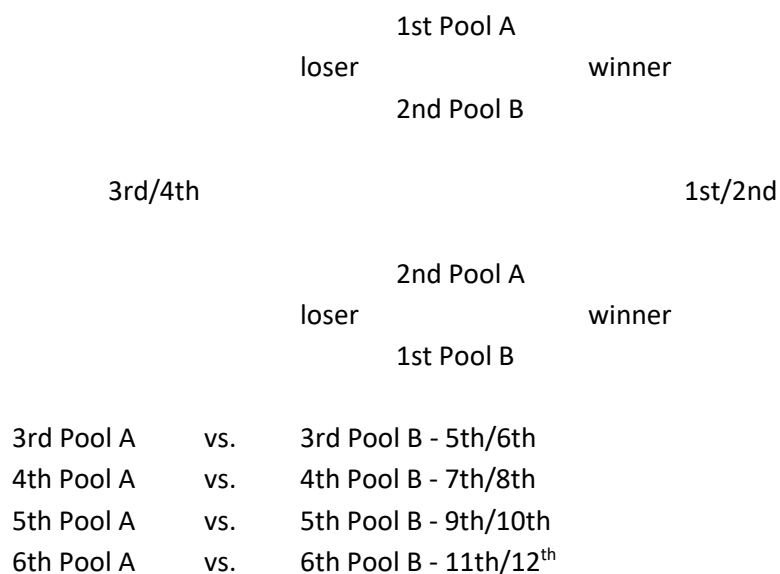 1st Pool A
loser winner
2nd Pool B
3rd/4th 1st/2nd
2nd Pool A
loser winner
1st Pool B
3rd Pool A vs. 3rd Pool B - 5th/6th
4th Pool A vs. 4th Pool B - 7th/8th
5th Pool A vs. 5th Pool B - 9th/10th
6th Pool A vs. 6th Pool B - 11th/12th